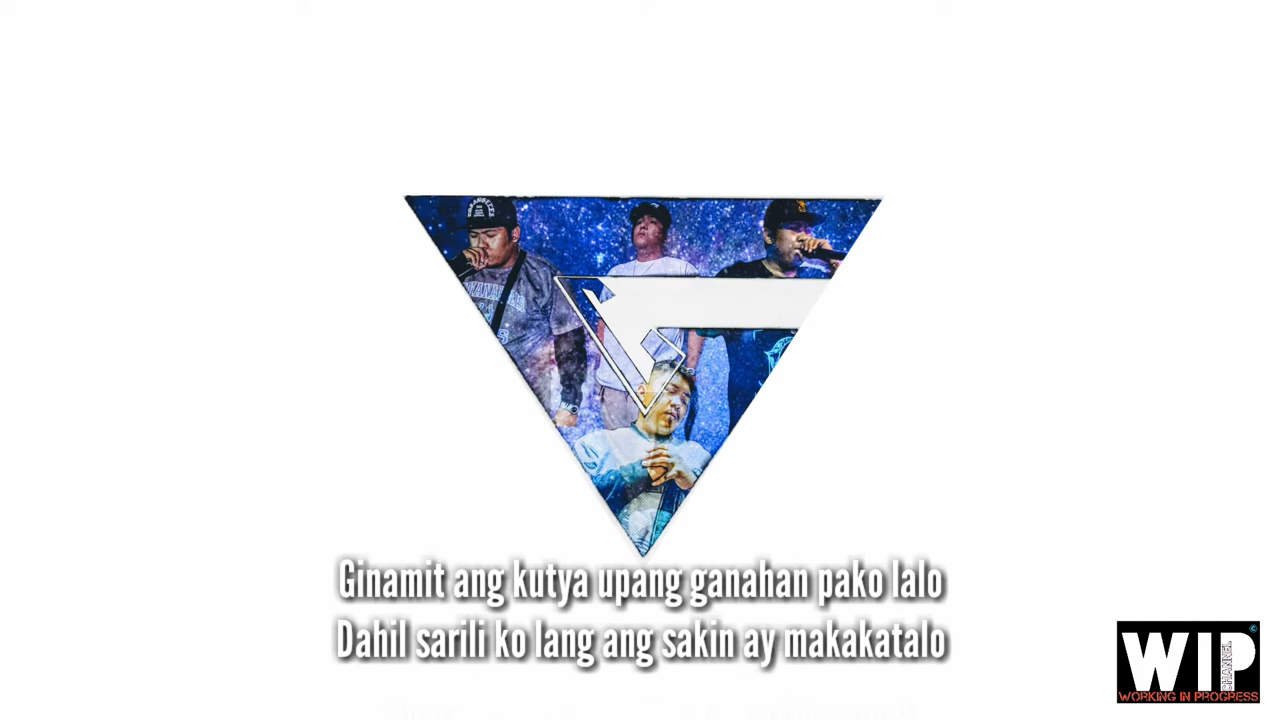 Ginamit ang kutya upang ganahan pako lalo
Dahil sarili ko lang ang sakin ay makakatalo
WIP
CHANNEL
©
WORKING IN PROGRESS